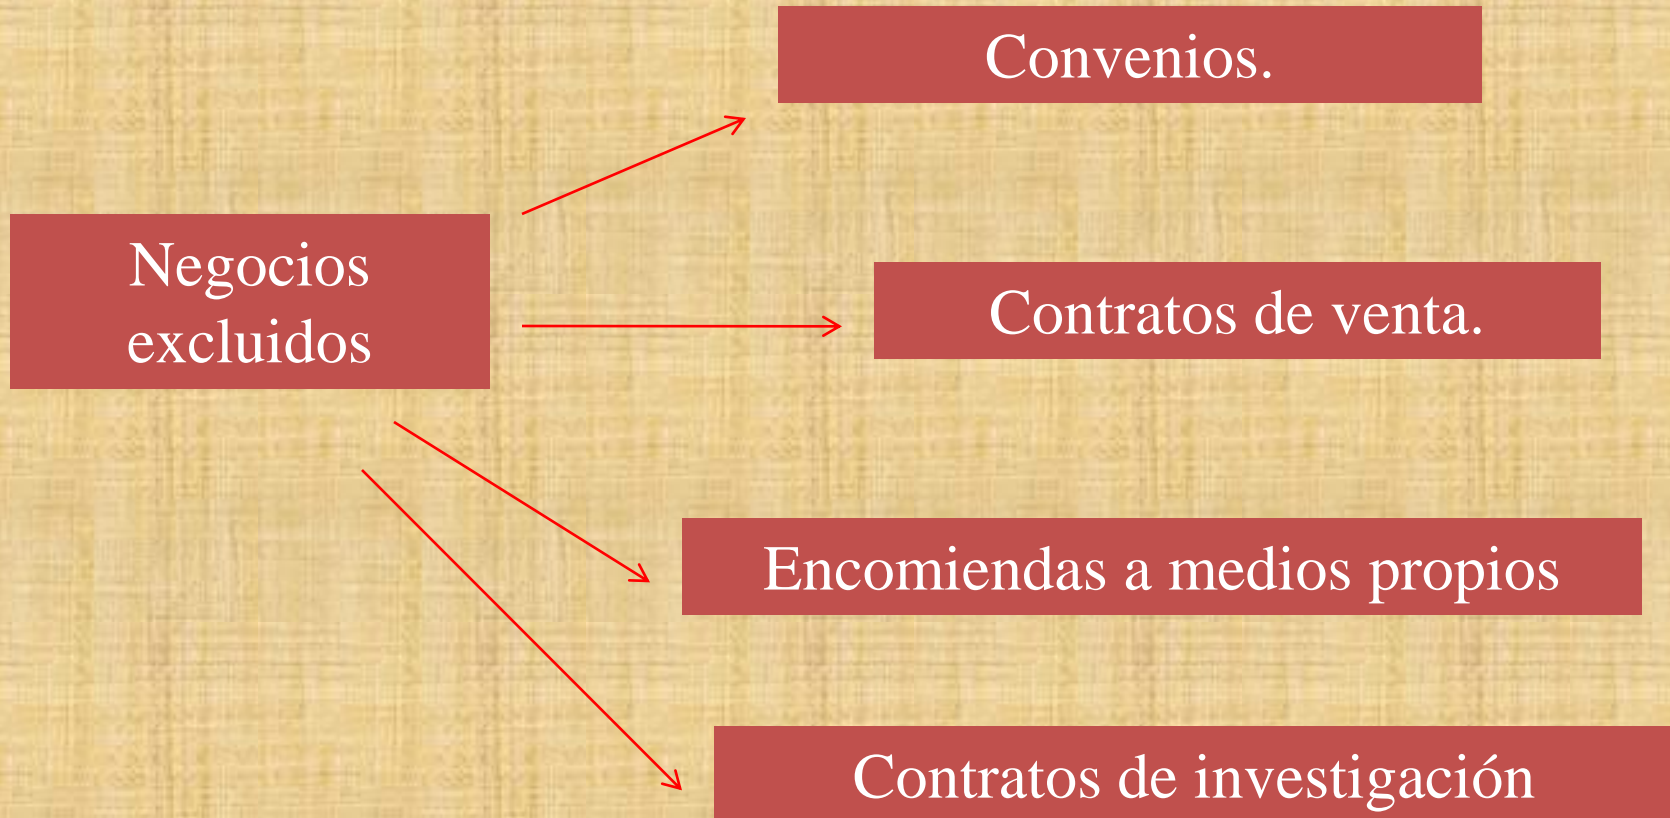 Convenios.
Negocios
excluidos
Contratos de venta.
Encomiendas a medios propios
Contratos de investigación